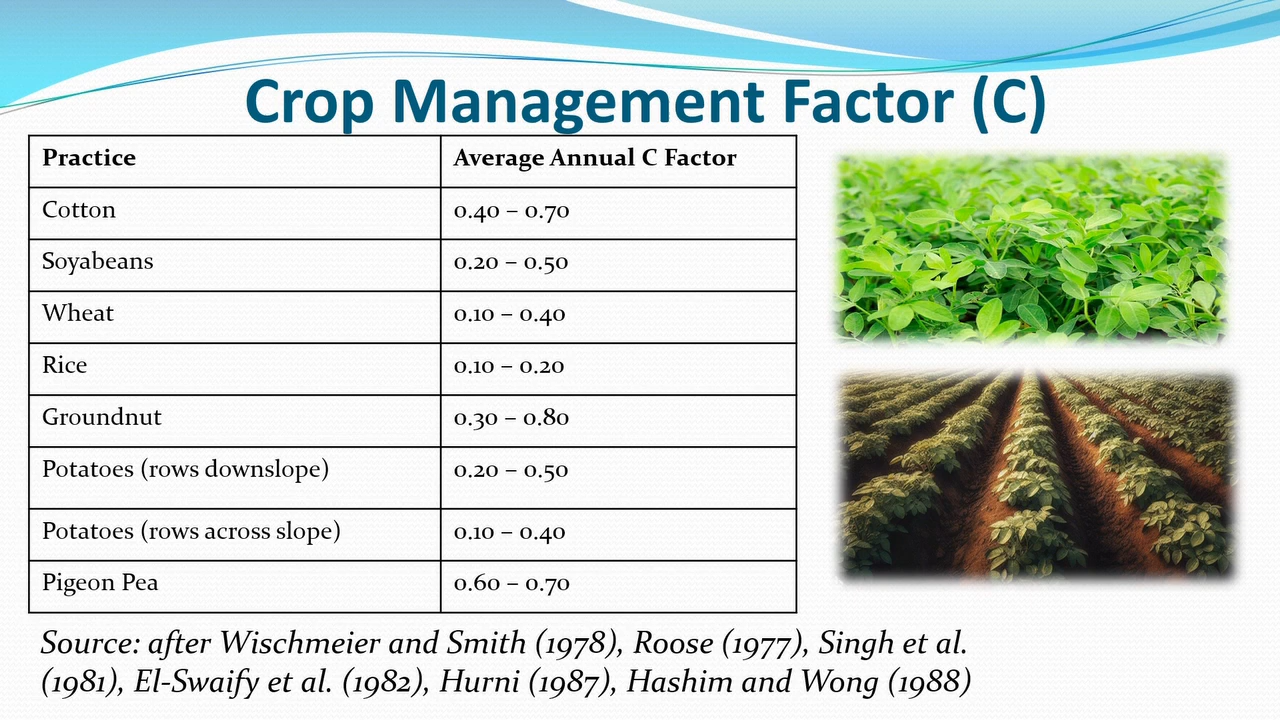 Crop Management Factor (C)
Practice Average Annual C Factor
Cotton 0.40 – 0.70
Soyabeans 0.20 – 0.50
Wheat 0.10 – 0.40
Rice 0.10 – 0.20
Groundnut 0.30 – 0.80
Potatoes (rows downslope) 0.20 – 0.50
Potatoes (rows across slope) 0.10 – 0.40
Pigeon Pea 0.60 – 0.70
Source: after Wischmeier and Smith (1978), Roose (1977), Singh et al.
(1981), El-Swaify et al. (1982), Hurni (1987), Hashim and Wong (1988)